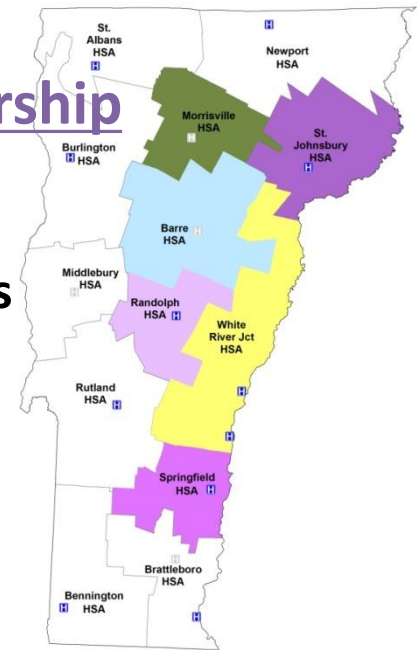 St.
Albans
HSA
H
H
Newport
HSA
ership
Morrisville
HSA
H
St.
Johnsbury
HSA
H
Burlington
H HSA
Barre
HSA
H
s
Middlebury
HSA
H
Randolph
HSA
H
White
River Jct
HSA
H
Rutland
HSA
H
H
Springfield
HSA
H
H
Brattleboro
HSA
Bennington
H HSA
H